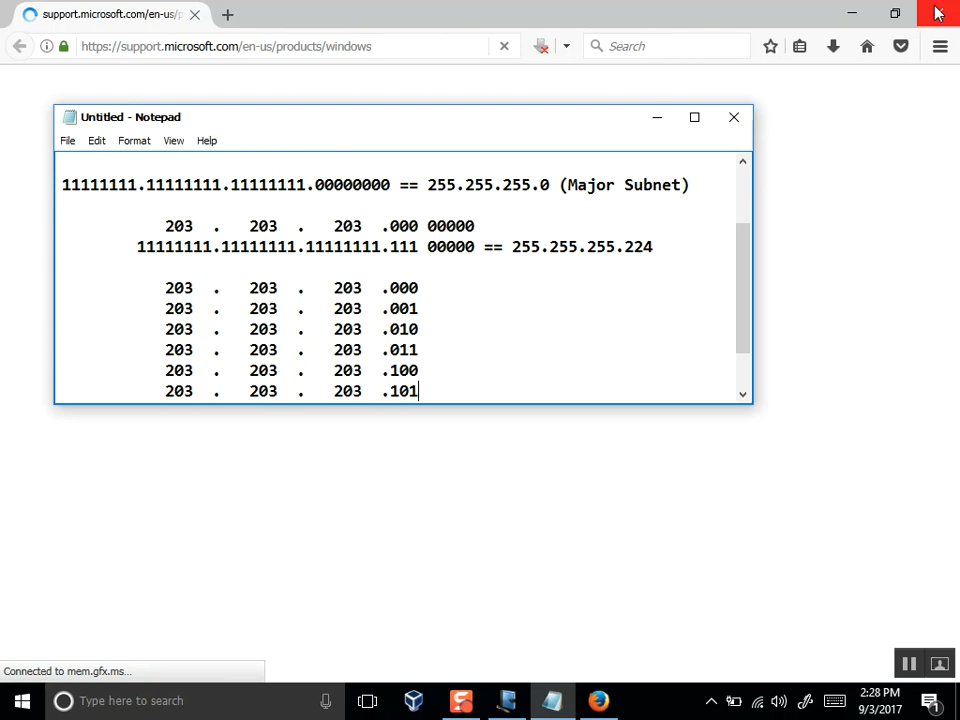 support.microsoft.com/en-us/p
https://support.microsoft.com/en-us/products/windows
Search
Untitled - Notepad
File Edit Format View Help
11111111.11111111.11111111.00000000 == 255.255.255.0 (Major Subnet)
203 . 203 . 203 .000 00000
11111111.11111111.11111111.111 00000 == 255.255.255.224
203 . 203 . 203 .000
203 . 203 . 203 .001
203 . 203 . 203 .010
203 . 203 . 203 .011
203 . 203 . 203 .100
203 . 203 . 203 .101
Connected to mem.gfx.ms...
Type here to search
2:28 PM
9/3/2017
1